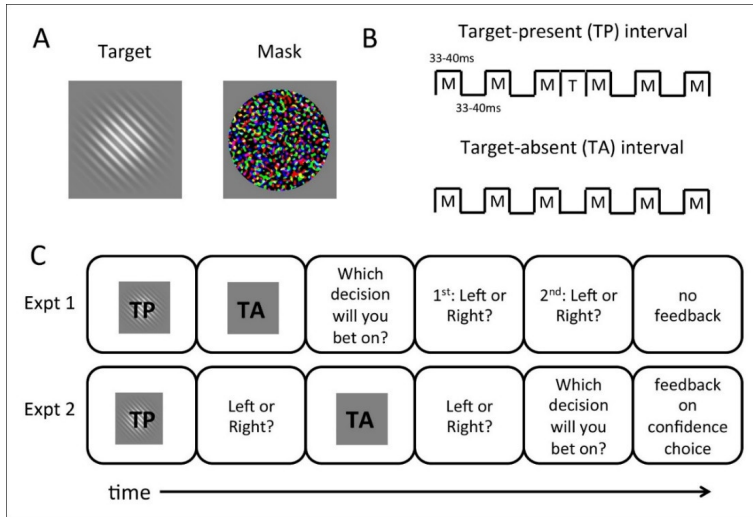 A
Target
Mask
B
Target-present (TP) interval
33-40ms
M M M T M M M
33-40ms
Target-absent (TA) interval
M M M M M M
C
Expt 1
TP
TA
Which
decision
will you
bet on?
1st: Left or
Right?
2nd: Left or
Right?
no
feedback
Expt 2
TP
Left or
Right?
TA
Left or
Right?
Which
decision
will you
bet on?
feedback
on
confidence
choice
time